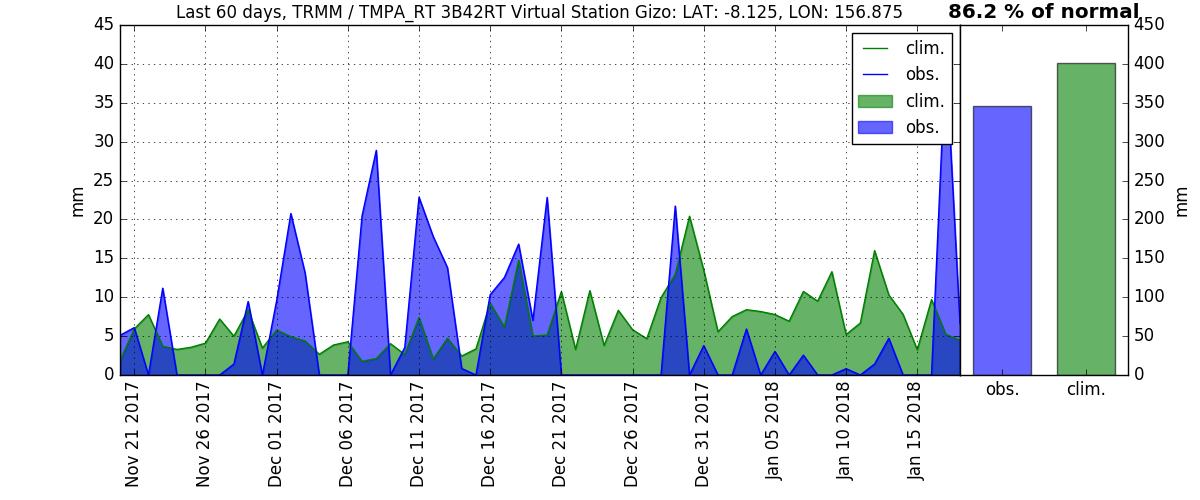 Last 60 days, TRMM / TMPA_RT 3B42RT Virtual Station Gizo: LAT: -8.125, LON: 156.875
86.2 % of normal
45
40
35
30
25
20
15
10
5
0
mm
clim.
obs.
clim.
obs.
450
400
350
300
250
200
150
100
50
0
mm
Nov 21 2017
Nov 26 2017
Dec 01 2017
Dec 06 2017
Dec 11 2017
Dec 16 2017
Dec 21 2017
Dec 26 2017
Dec 31 2017
Jan 05 2018
Jan 10 2018
Jan 15 2018
obs.
clim.